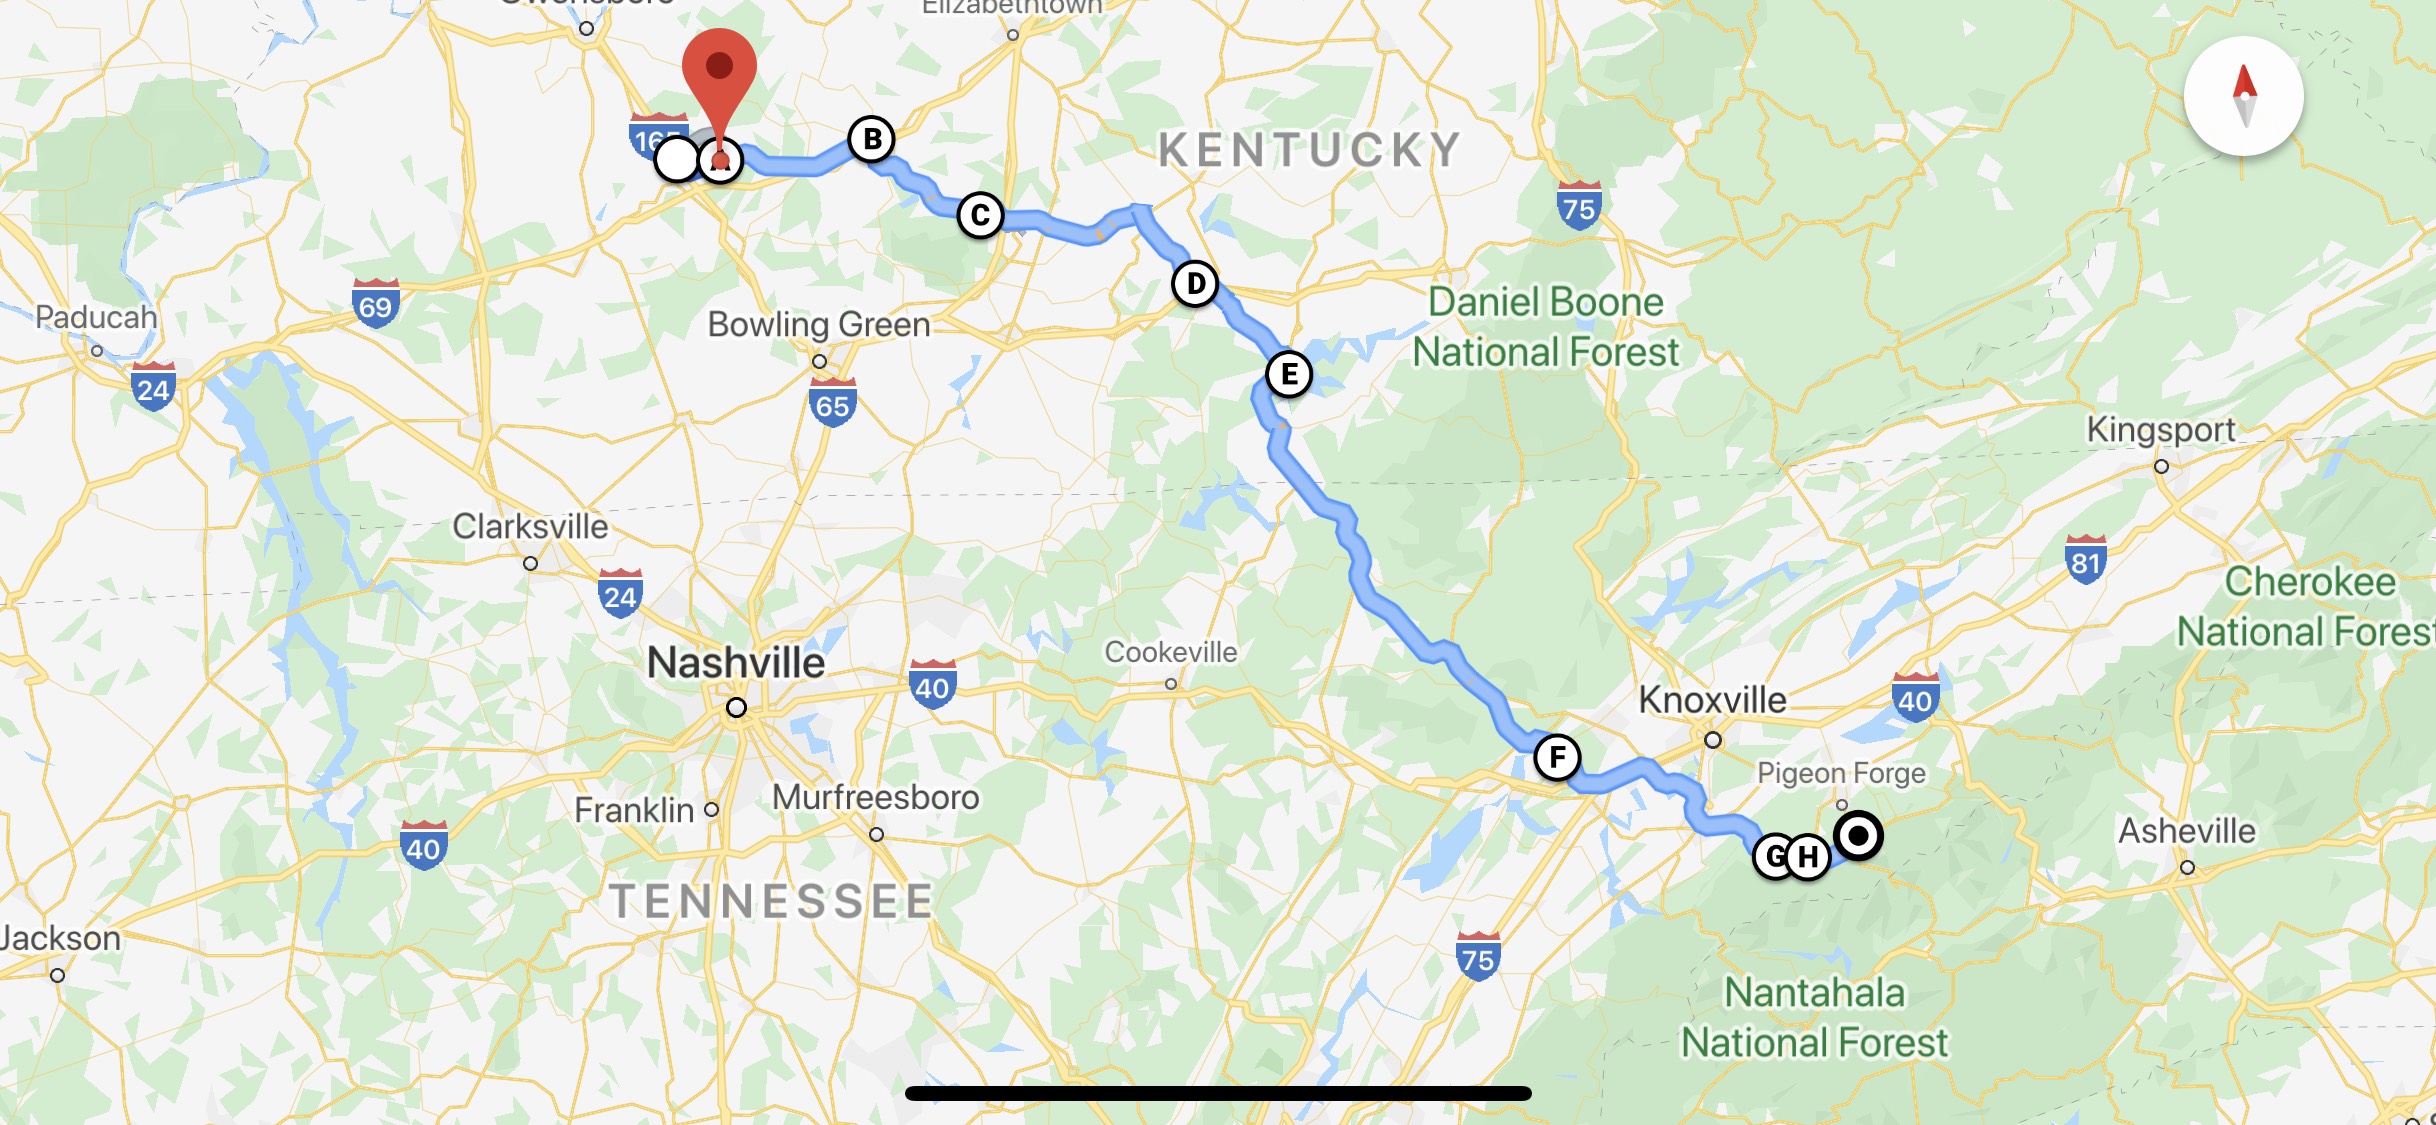 Elizabethtown
165
A
B
KENTUCKY
75
C
D
Daniel Boone
National Forest
69
Paducah
Bowling Green
24
65
E
Kingsport
Clarksville
24
81
Cherokee
National Forest
Nashville
Cookeville
40
Knoxville
40
F
Pigeon Forge
Franklin
Murfreesboro
40
G
H
Asheville
TENNESSEE
Jackson
75
Nantahala
National Forest